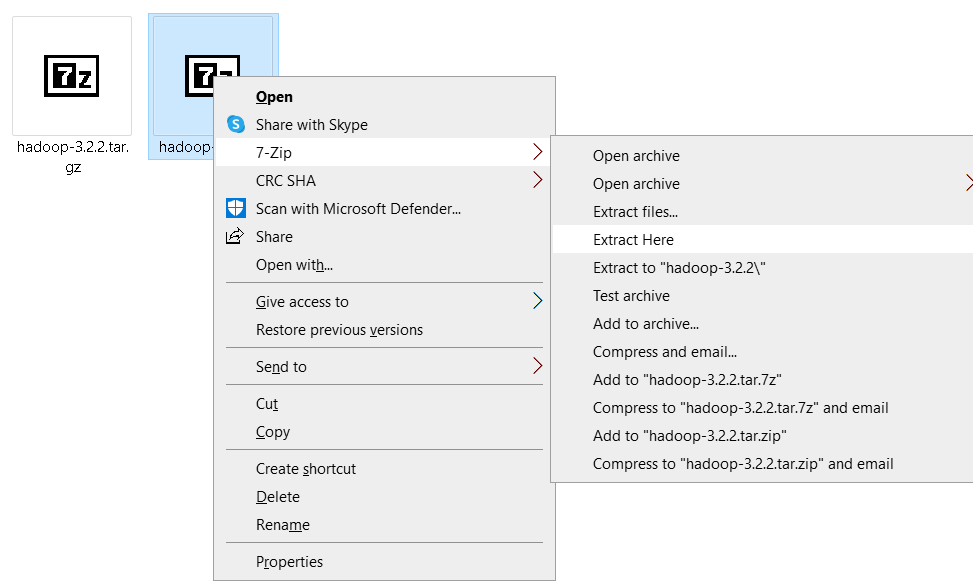 7z
hadoop-3.2.2.tar.
gz
hadoop-
Open
Share with Skype
7-Zip
CRC SHA
Scan with Microsoft Defender...
Share
Open with...
Give access to
Restore previous versions
Send to
Cut
Copy
Create shortcut
Delete
Rename
Properties
Open archive
Open archive
Extract files...
Extract Here
Extract to "hadoop-3.2.2\"
Test archive
Add to archive...
Compress and email...
Add to "hadoop-3.2.2.tar.7z"
Compress to "hadoop-3.2.2.tar.7z" and email
Add to "hadoop-3.2.2.tar.zip"
Compress to "hadoop-3.2.2.tar.zip" and email